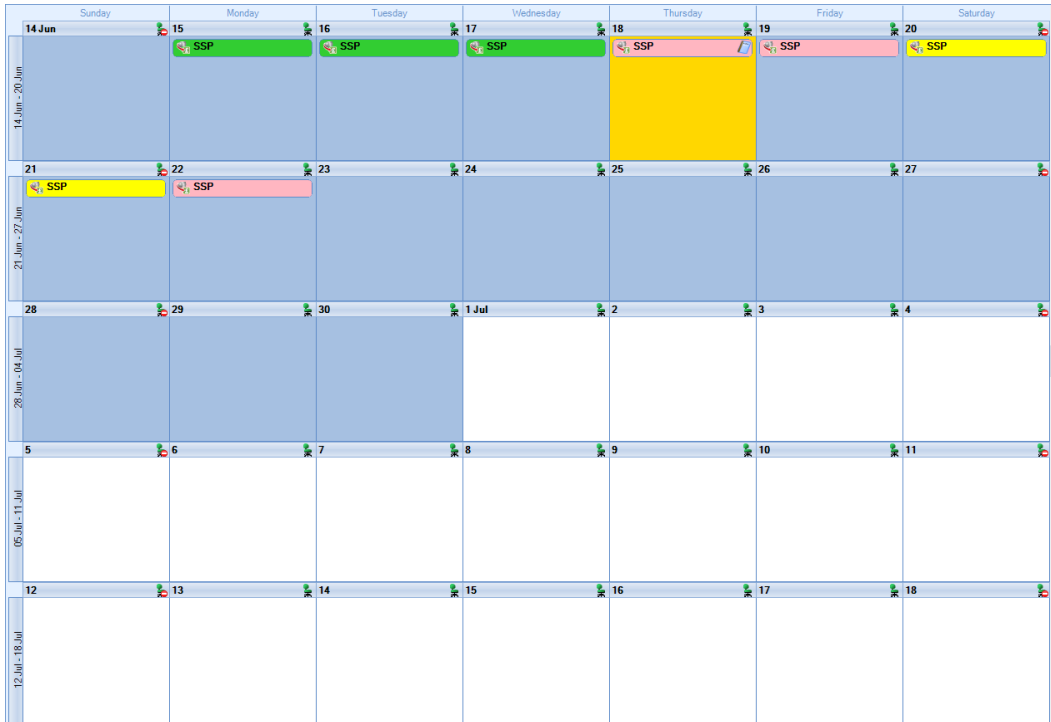 Sunday Monday Tuesday Wednesday Thursday Friday Saturday
14 Jun 15 16 17 18 19 20
SSP SSP SSP SSP SSP SSP
14 Jun - 20 Jun
21 22 23 24 25 26 27
SSP SSP
21 Jun - 27 Jun
28 29 30 1 Jul 2 3 4
28 Jun - 04 Jul
5 6 7 8 9 10 11
05 Jul - 11 Jul
12 13 14 15 16 17 18
12 Jul - 18 Jul